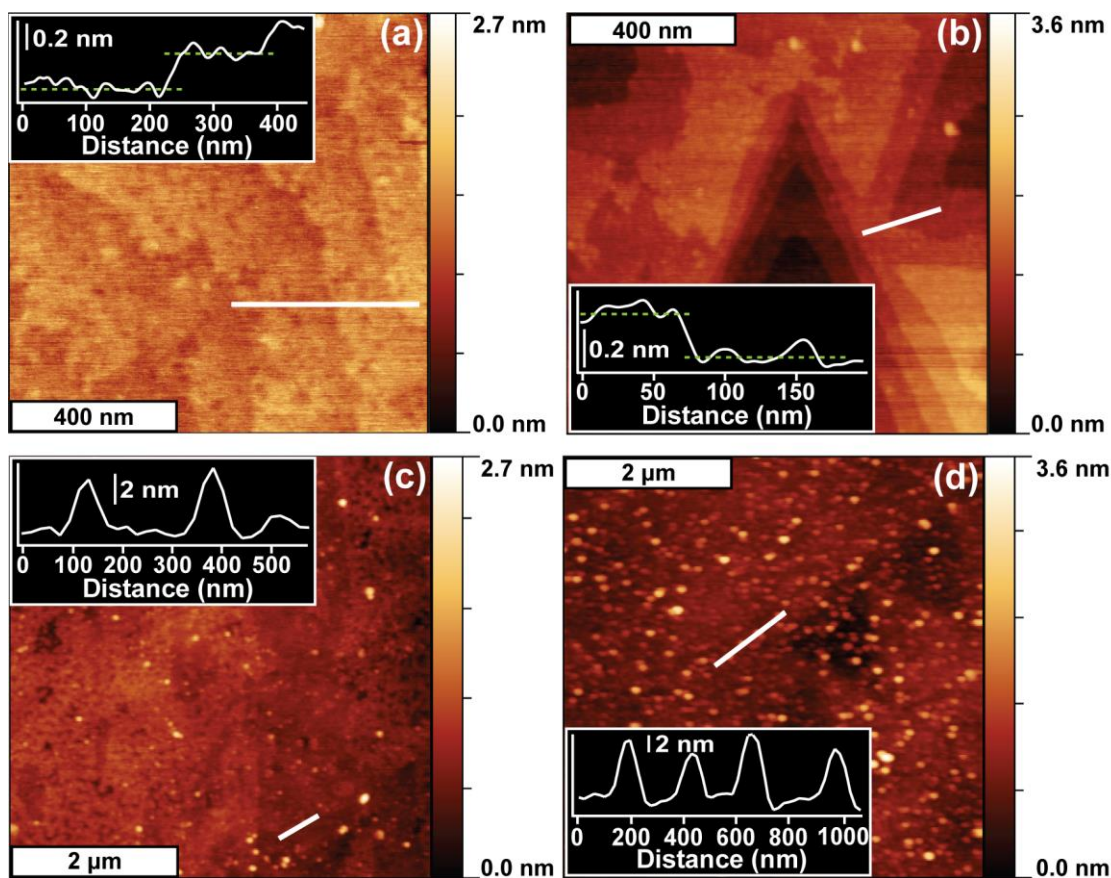 0.2 nm
(a)
2.7 nm
0 100 200 300 400
Distance (nm)
400 nm
0.0 nm
400 nm
(b)
3.6 nm
0.2 nm
0 50 100 150
Distance (nm)
0.0 nm
2 nm
(c)
2.7 nm
0 100 200 300 400 500
Distance (nm)
2 µm
0.0 nm
2 µm
(d)
3.6 nm
2 nm
0 200 400 600 800 1000
Distance (nm)
0.0 nm